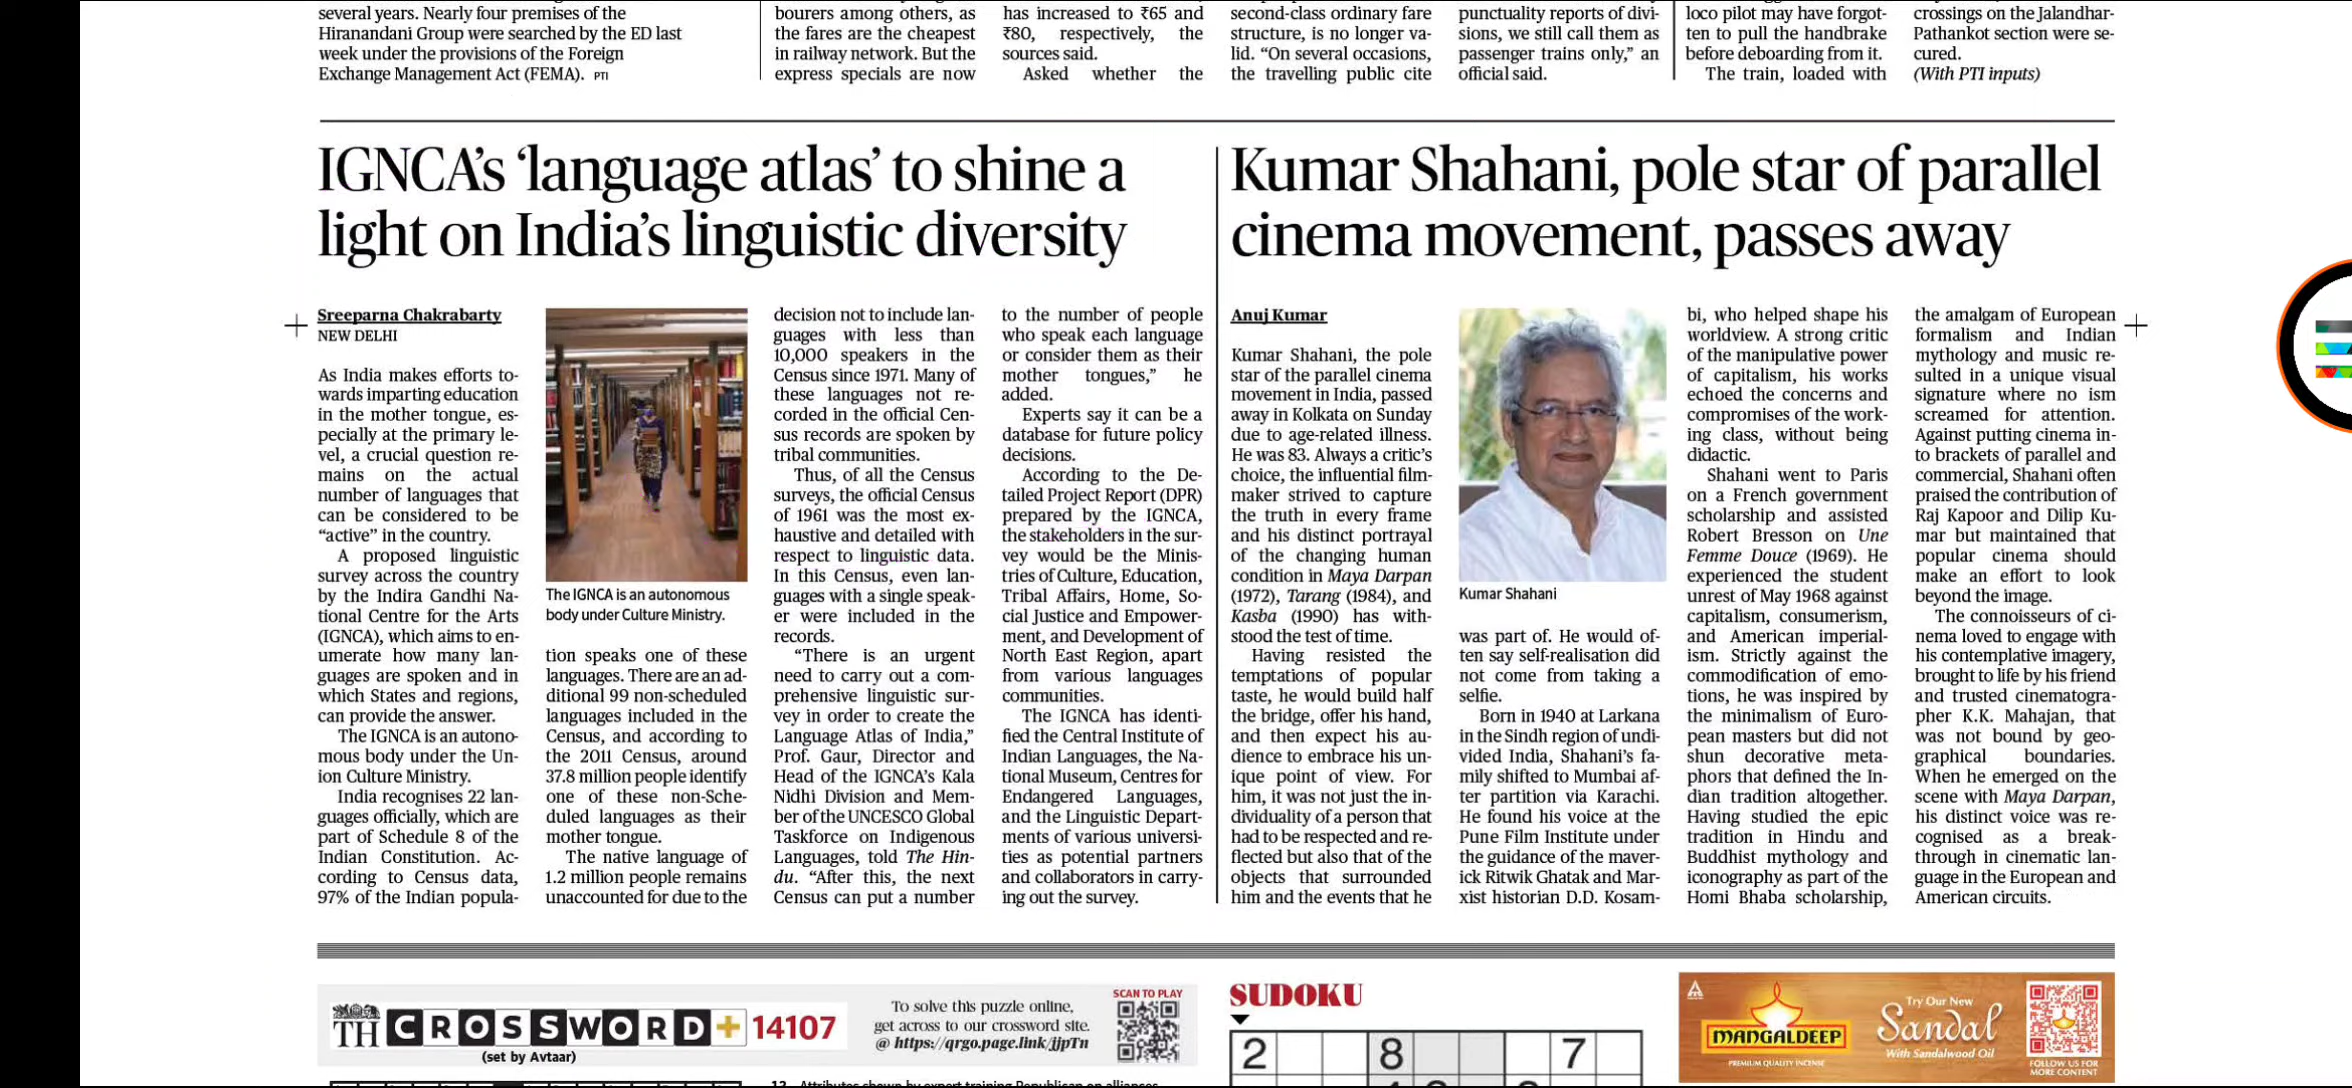 several years. Nearly four premises of the
Hiranandani Group were searched by the ED last
week under the provisions of the Foreign
Exchange Management Act (FEMA). PTI
bourers among others, as
the fares are the cheapest
in railway network. But the
express specials are now
has increased to ₹65 and
₹80, respectively, the
sources said.
Asked whether the
second-class ordinary fare
structure, is no longer va-
lid. “On several occasions,
the travelling public cite
punctuality reports of divi-
sions, we still call them as
passenger trains only,” an
official said.
loco pilot may have forgot-
ten to pull the handbrake
before deboarding from it.
The train, loaded with
crossings on the Jalandhar-
Pathankot section were se-
cured.
(With PTI inputs)
IGNCA’s ‘language atlas’ to shine a
light on India’s linguistic diversity
Sreeparna Chakrabarty
NEW DELHI
As India makes efforts to-
wards imparting education
in the mother tongue, es-
pecially at the primary le-
vel, a crucial question re-
mains on the actual
number of languages that
can be considered to be
“active” in the country.
A proposed linguistic
survey across the country
by the Indira Gandhi Na-
tional Centre for the Arts
(IGNCA), which aims to en-
umerate how many lan-
guages are spoken and in
which States and regions,
can provide the answer.
The IGNCA is an autono-
mous body under the Un-
ion Culture Ministry.
India recognises 22 lan-
guages officially, which are
part of Schedule 8 of the
Indian Constitution. Ac-
cording to Census data,
97% of the Indian popula-
The IGNCA is an autonomous
body under Culture Ministry.
tion speaks one of these
languages. There are an ad-
ditional 99 non-scheduled
languages included in the
Census, and according to
the 2011 Census, around
37.8 million people identify
one of these non-Sche-
duled languages as their
mother tongue.
The native language of
1.2 million people remains
unaccounted for due to the
decision not to include lan-
guages with less than
10,000 speakers in the
Census since 1971. Many of
these languages not re-
corded in the official Cen-
sus records are spoken by
tribal communities.
Thus, of all the Census
surveys, the official Census
of 1961 was the most ex-
haustive and detailed with
respect to linguistic data.
In this Census, even lan-
guages with a single speak-
er were included in the
records.
“There is an urgent
need to carry out a com-
prehensive linguistic sur-
vey in order to create the
Language Atlas of India,”
Prof. Gaur, Director and
Head of the IGNCA’s Kala
Nidhi Division and Mem-
ber of the UNCESCO Global
Taskforce on Indigenous
Languages, told The Hin-
du. “After this, the next
Census can put a number
to the number of people
who speak each language
or consider them as their
mother tongues,” he
added.
Experts say it can be a
database for future policy
decisions.
According to the De-
tailed Project Report (DPR)
prepared by the IGNCA,
the stakeholders in the sur-
vey would be the Minis-
tries of Culture, Education,
Tribal Affairs, Home, So-
cial Justice and Empower-
ment, and Development of
North East Region, apart
from various languages
communities.
The IGNCA has identi-
fied the Central Institute of
Indian Languages, the Na-
tional Museum, Centres for
Endangered Languages,
and the Linguistic Depart-
ments of various universi-
ties as potential partners
and collaborators in carry-
ing out the survey.
Kumar Shahani, pole star of parallel
cinema movement, passes away
Anuj Kumar
Kumar Shahani, the pole
star of the parallel cinema
movement in India, passed
away in Kolkata on Sunday
due to age-related illness.
He was 83. Always a critic’s
choice, the influential film-
maker strived to capture
the truth in every frame
and his distinct portrayal
of the changing human
condition in Maya Darpan
(1972), Tarang (1984), and
Kasba (1990) has with-
stood the test of time.
Having resisted the
temptations of popular
taste, he would build half
the bridge, offer his hand,
and then expect his au-
dience to embrace his un-
ique point of view. For
him, it was not just the in-
dividuality of a person that
had to be respected and re-
flected but also that of the
objects that surrounded
him and the events that he
Kumar Shahani
was part of. He would of-
ten say self-realisation did
not come from taking a
selfie.
Born in 1940 at Larkana
in the Sindh region of undi-
vided India, Shahani’s fa-
mily shifted to Mumbai af-
ter partition via Karachi.
He found his voice at the
Pune Film Institute under
the guidance of the maver-
ick Ritwik Ghatak and Mar-
xist historian D.D. Kosam-
bi, who helped shape his
worldview. A strong critic
of the manipulative power
of capitalism, his works
echoed the concerns and
compromises of the work-
ing class, without being
didactic.
Shahani went to Paris
on a French government
scholarship and assisted
Robert Bresson on Une
Femme Douce (1969). He
experienced the student
unrest of May 1968 against
capitalism, consumerism,
and American imperial-
ism. Strictly against the
commodification of emo-
tions, he was inspired by
the minimalism of Euro-
pean masters but did not
shun decorative meta-
phors that defined the In-
dian tradition altogether.
Having studied the epic
tradition in Hindu and
Buddhist mythology and
iconography as part of the
Homi Bhaba scholarship,
the amalgam of European
formalism and Indian
mythology and music re-
sulted in a unique visual
signature where no ism
screamed for attention.
Against putting cinema in-
to brackets of parallel and
commercial, Shahani often
praised the contribution of
Raj Kapoor and Dilip Ku-
mar but maintained that
popular cinema should
make an effort to look
beyond the image.
The connoisseurs of ci-
nema loved to engage with
his contemplative imagery,
brought to life by his friend
and trusted cinematogra-
pher K.K. Mahajan, that
was not bound by geo-
graphical boundaries.
When he emerged on the
scene with Maya Darpan,
his distinct voice was re-
cognised as a break-
through in cinematic lan-
guage in the European and
American circuits.
TH CROSSWORD+ 14107
(set by Avtaar)
To solve this puzzle online,
get across to our crossword site.
@ https://qrgo.page.link/jjpTn
SCAN TO PLAY
SUDOKU
2 8 7
MANGALDEEP
PREMIUM QUALITY INCENSE
Try Our New
Sandal
With Sandalwood Oil
FOLLOW US FOR
MORE CONTENT